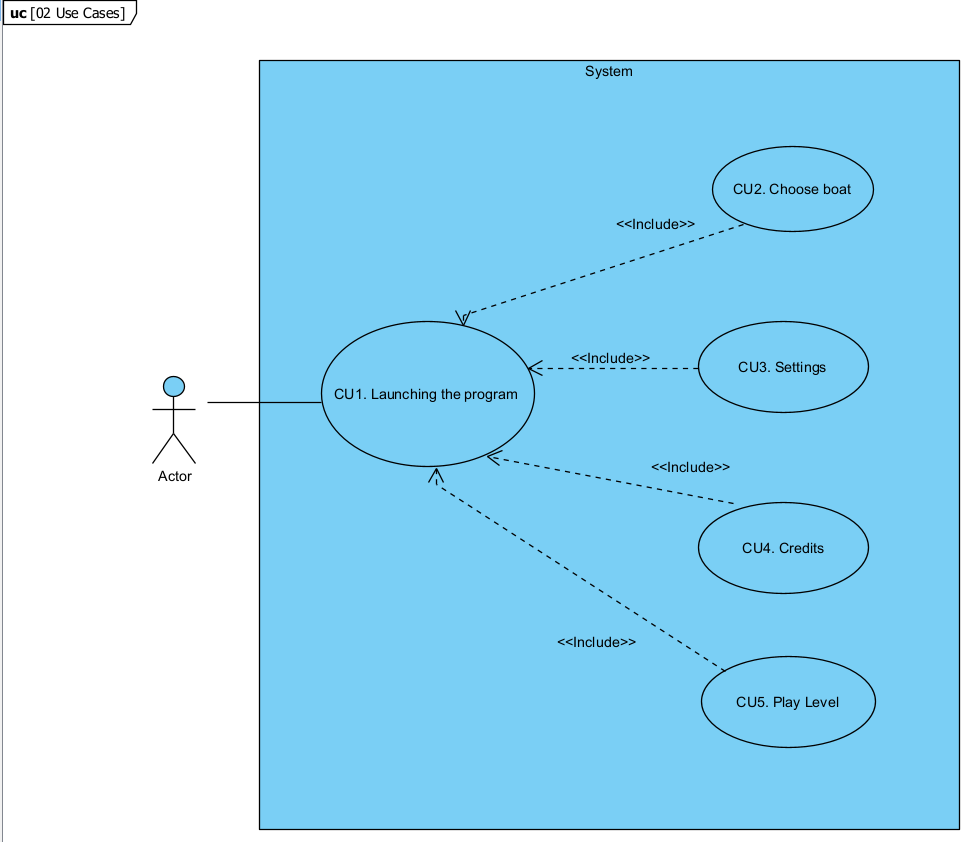 uc [02 Use Cases]
System
CU2. Choose boat
<<Include>>
<<Include>>
CU3. Settings
CU1. Launching the program
Actor
<<Include>>
CU4. Credits
<<Include>>
CU5. Play Level